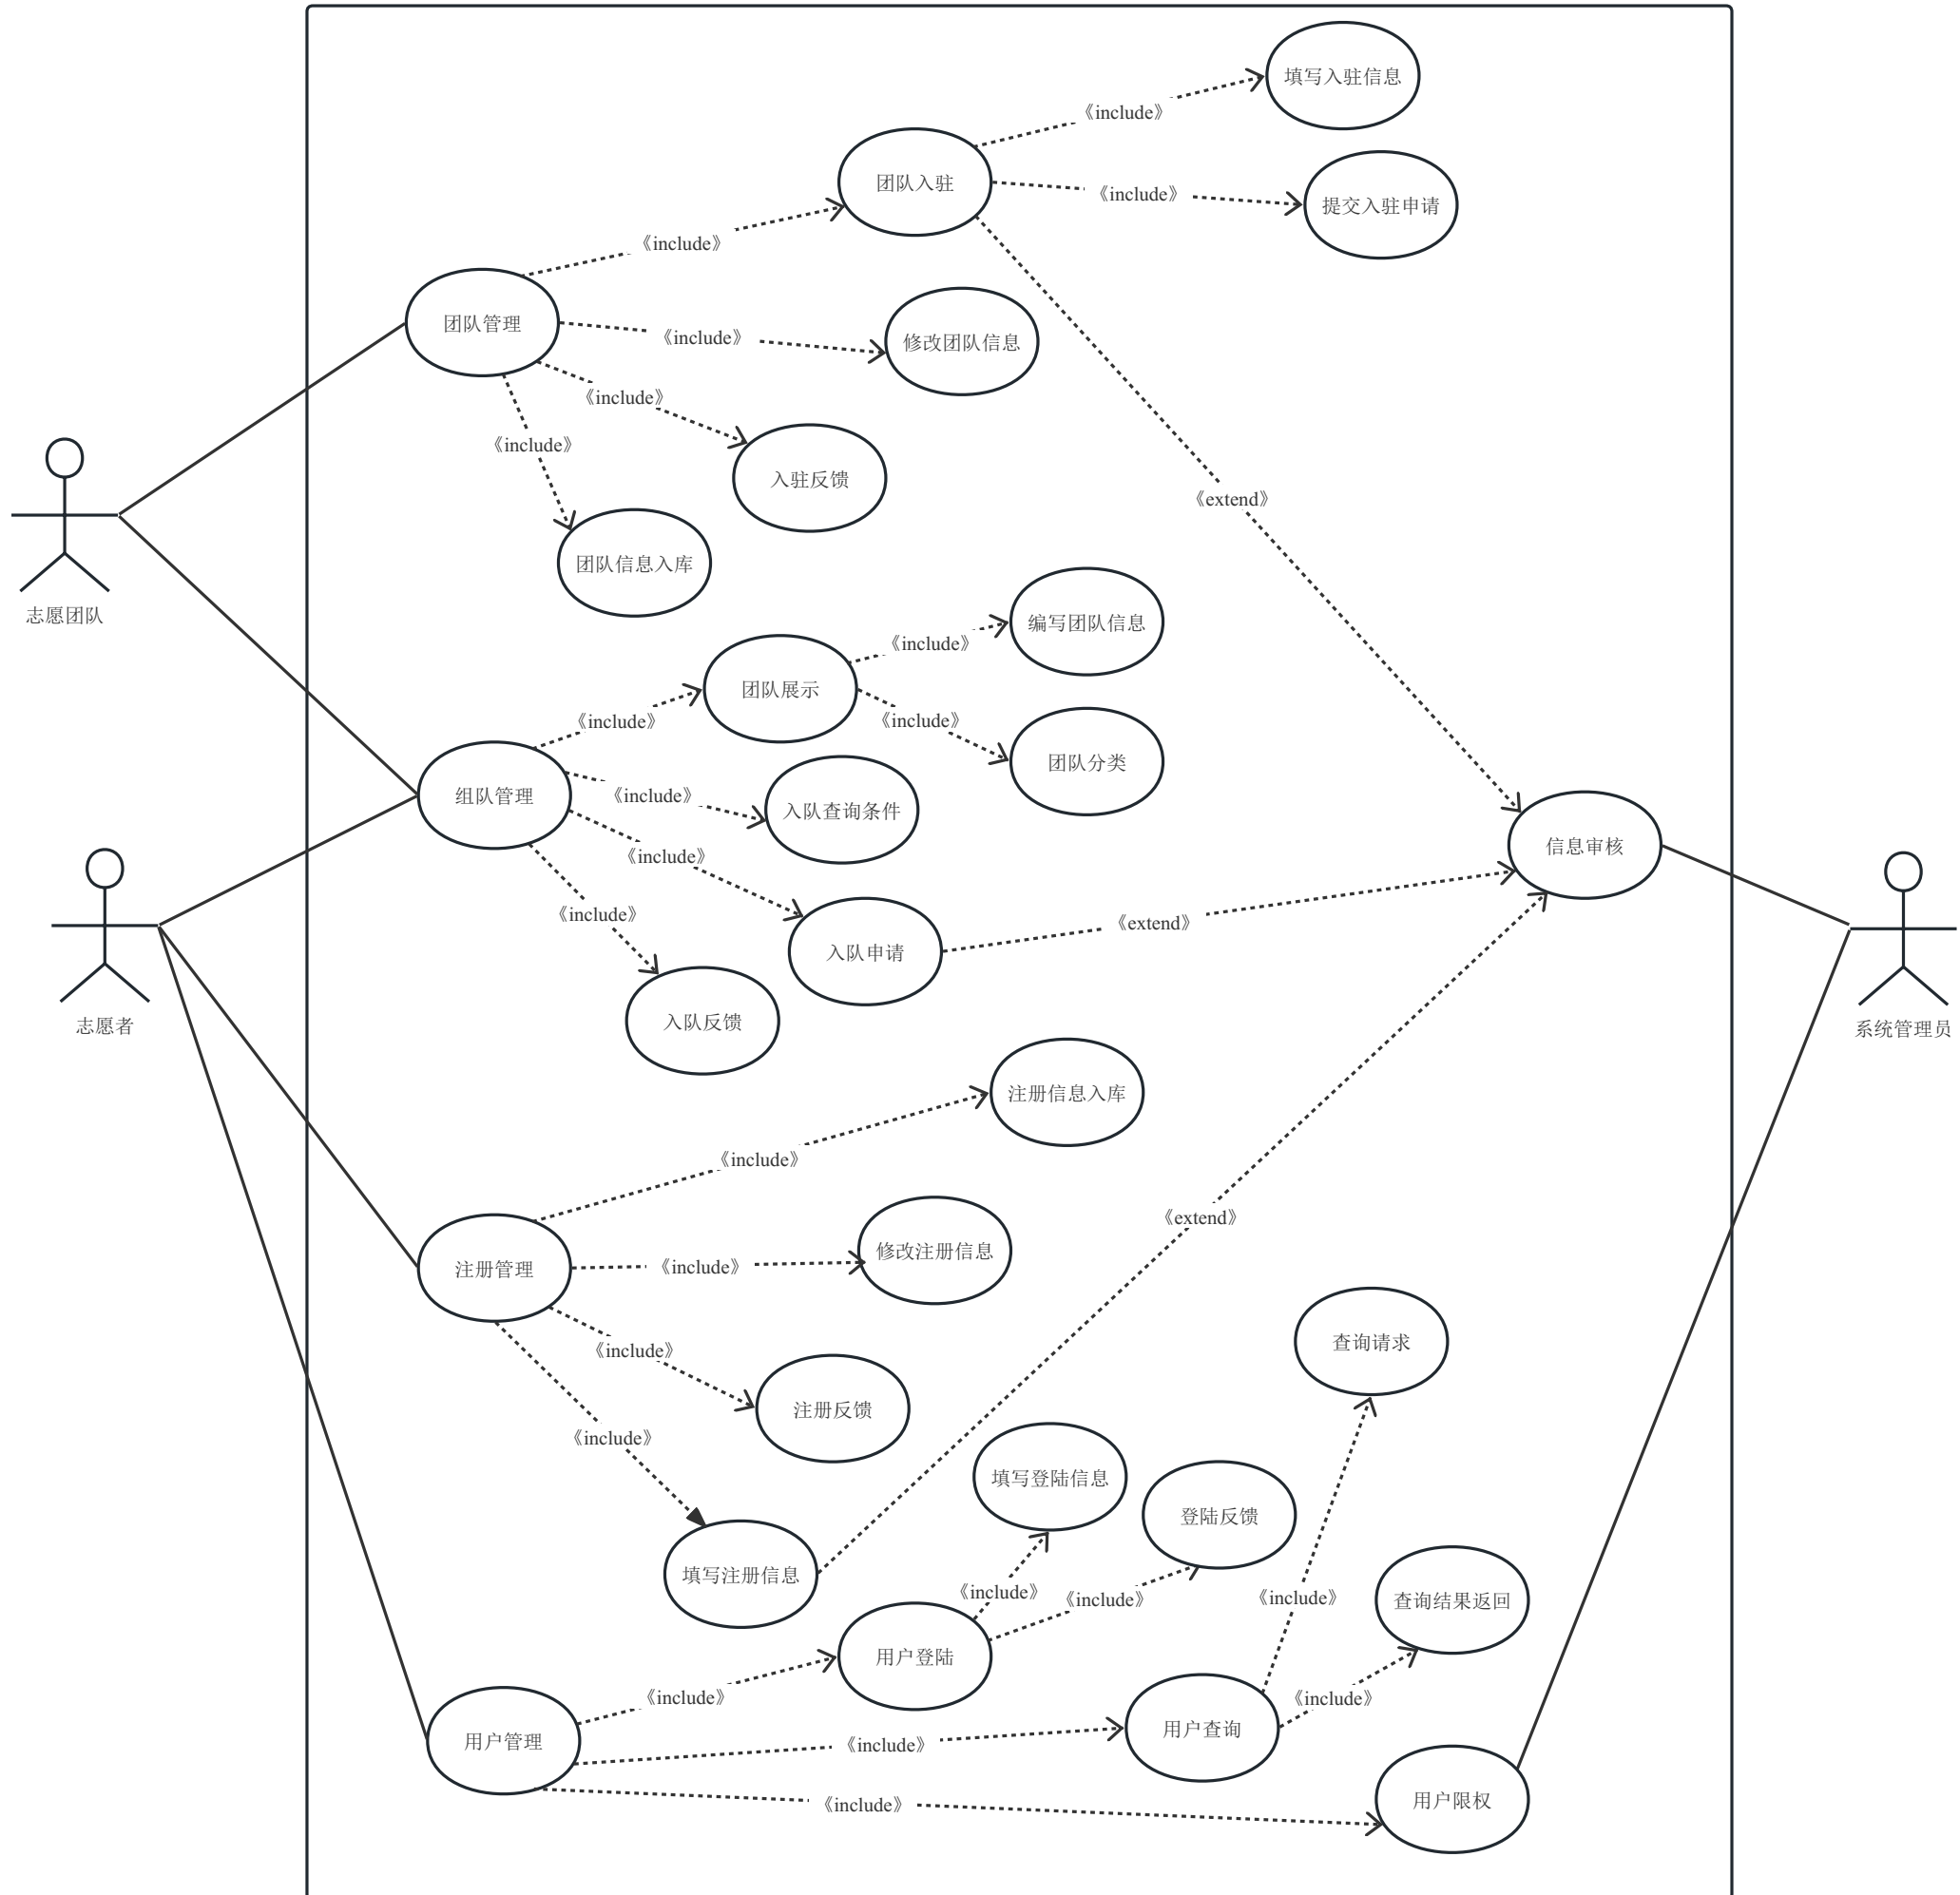 填写入驻信息
《include》
团队入驻
《include》
提交入驻申请
《include》
团队管理
《include》
修改团队信息
《include》
《include》
入驻反馈
《extend》
团队信息入库
志愿团队
编写团队信息
《include》
团队展示
《include》
《include》
团队分类
组队管理
《include》
入队查询条件
信息审核
《include》
《include》
《extend》
入队申请
入队反馈
志愿者
系统管理员
注册信息入库
《include》
《extend》
修改注册信息
注册管理
《include》
查询请求
《include》
注册反馈
《include》
填写登陆信息
登陆反馈
填写注册信息
《include》
《include》
《include》
查询结果返回
用户登陆
《include》
《include》
用户管理
《include》
用户查询
《include》
用户限权